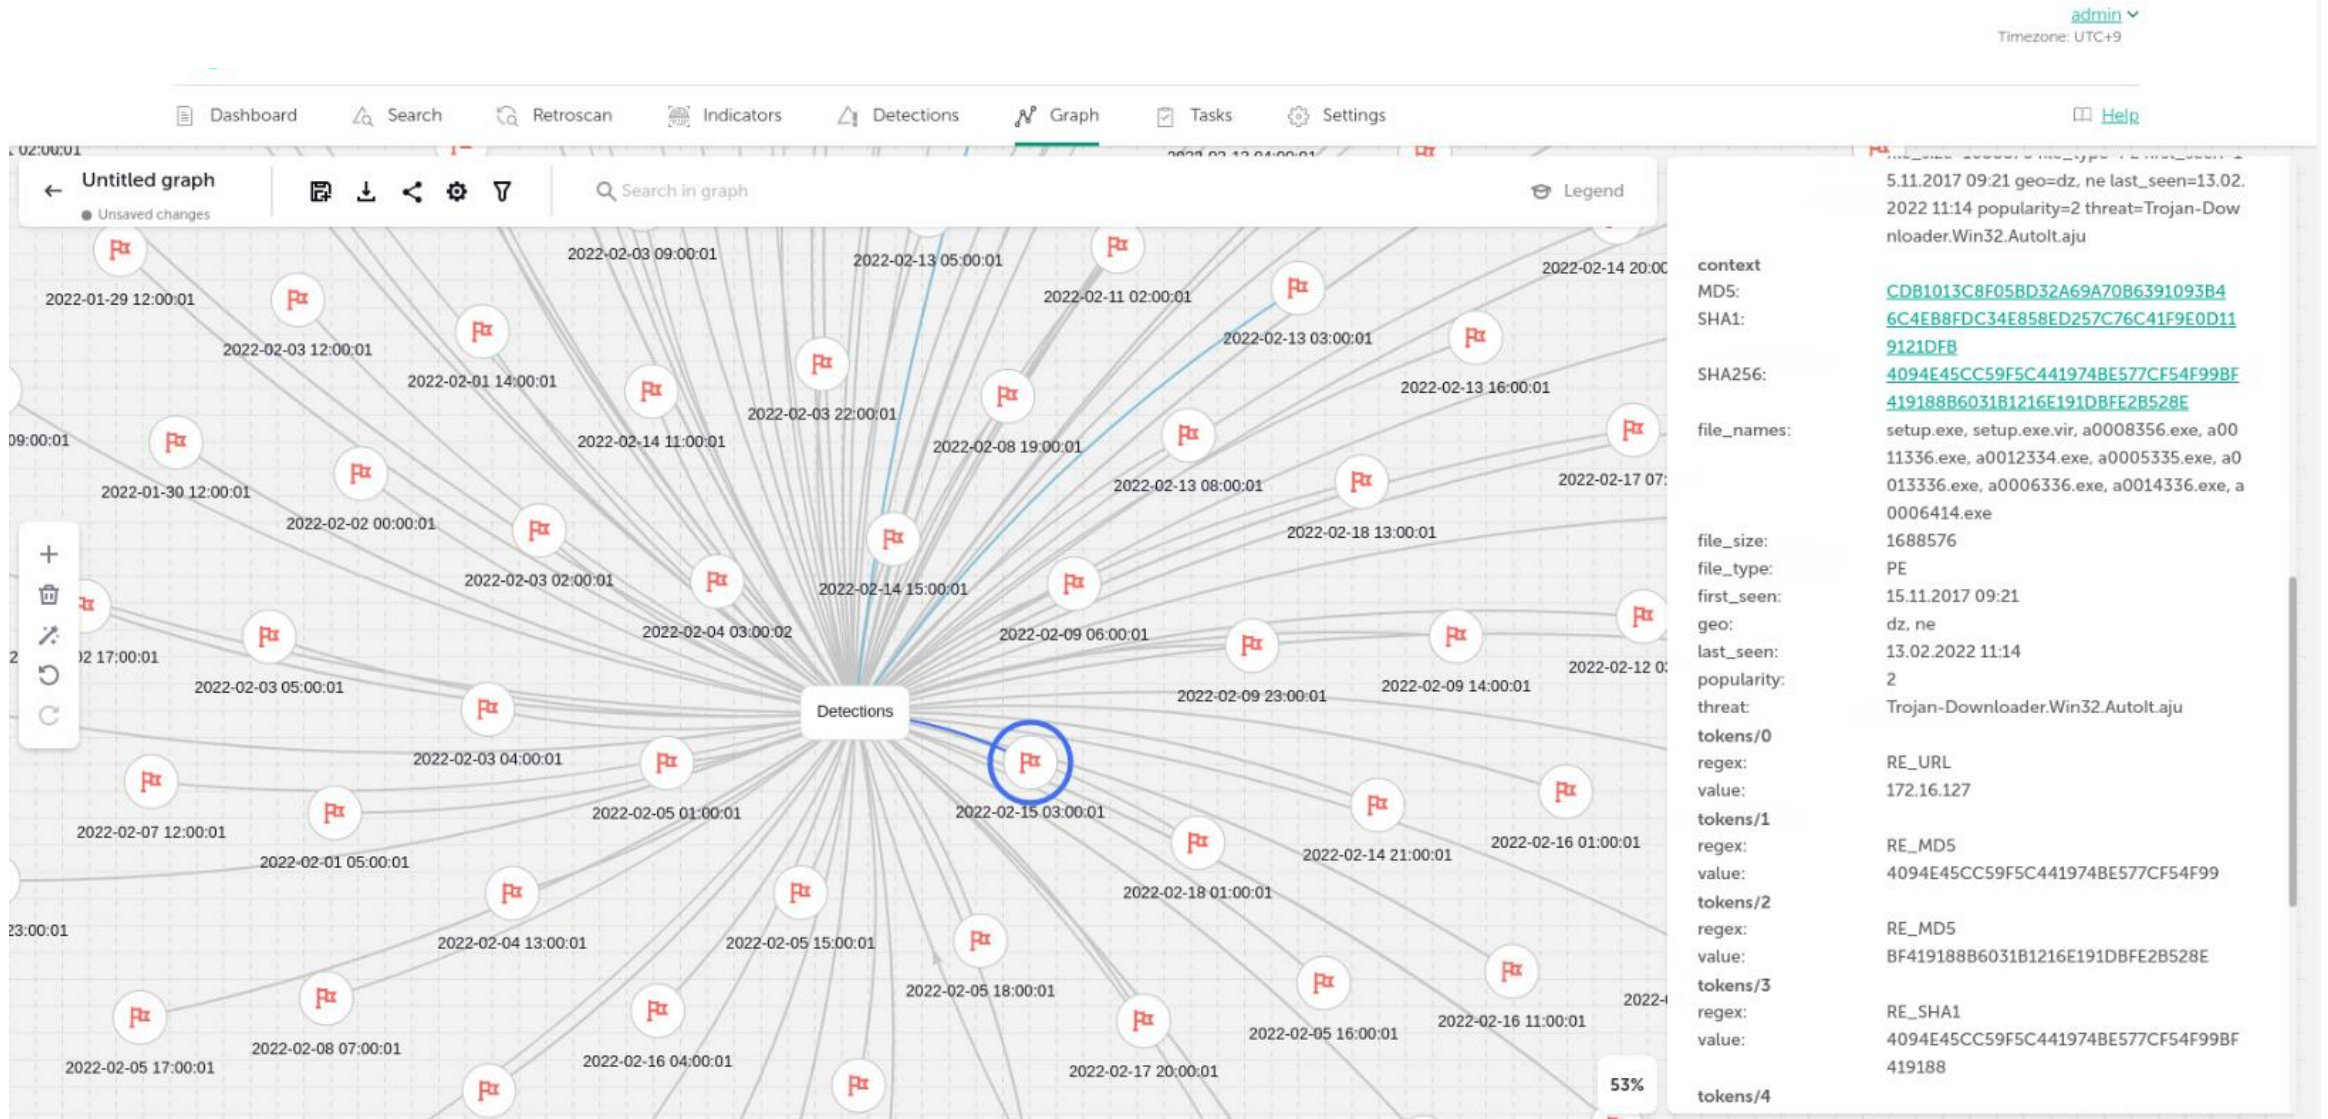 admin
Timezone: UTC+9
Dashboard
Search
Retroscan
Indicators
Detections
Graph
Tasks
Settings
Help
02:00:01
Untitled graph
Unsaved changes
Search in graph
Legend
2022-02-03 09:00:01
2022-02-13 05:00:01
2022-02-14 20:00
2022-01-29 12:00:01
2022-02-11 02:00:01
2022-02-13 03:00:01
2022-02-03 12:00:01
2022-02-01 14:00:01
2022-02-13 16:00:01
2022-02-03 22:00:01
09:00:01
2022-02-14 11:00:01
2022-02-08 19:00:01
2022-01-30 12:00:01
2022-02-13 08:00:01
2022-02-17 07:
2022-02-02 00:00:01
2022-02-18 13:00:01
2022-02-03 02:00:01
2022-02-14 15:00:01
2022-02-04 03:00:02
2022-02-09 06:00:01
2 02 17:00:01
2022-02-12 0
2022-02-03 05:00:01
2022-02-09 23:00:01
2022-02-09 14:00:01
Detections
2022-02-03 04:00:01
2022-02-05 01:00:01
2022-02-15 03:00:01
2022-02-07 12:00:01
2022-02-01 05:00:01
2022-02-14 21:00:01
2022-02-16 01:00:01
2022-02-18 01:00:01
23:00:01
2022-02-04 13:00:01
2022-02-05 15:00:01
2022-02-05 18:00:01
2022-
2022-02-05 16:00:01
2022-02-16 11:00:01
2022-02-08 07:00:01
2022-02-05 17:00:01
2022-02-16 04:00:01
2022-02-17 20:00:01
53%
5.11.2017 09:21 geo=dz, ne last_seen=13.02.
2022 11:14 popularity=2 threat=Trojan-Dow
nloader.Win32.AutoIt.aju
context
MD5: CDB1013C8F05BD32A69A70B6391093B4
SHA1: 6C4EB8FDC34E858ED257C76C41F9E0D11
9121DFB
SHA256: 4094E45CC59F5C441974BE577CF54F99BF
419188B6031B1216E191DBFE2B528E
file_names: setup.exe, setup.exe.vir, a0008356.exe, a00
11336.exe, a0012334.exe, a0005335.exe, a0
013336.exe, a0006336.exe, a0014336.exe, a
0006414.exe
file_size: 1688576
file_type: PE
first_seen: 15.11.2017 09:21
geo: dz, ne
last_seen: 13.02.2022 11:14
popularity: 2
threat: Trojan-Downloader.Win32.AutoIt.aju
tokens/0
regex: RE_URL
value: 172.16.127
tokens/1
regex: RE_MD5
value: 4094E45CC59F5C441974BE577CF54F99
tokens/2
regex: RE_MD5
value: BF419188B6031B1216E191DBFE2B528E
tokens/3
regex: RE_SHA1
value: 4094E45CC59F5C441974BE577CF54F99BF
419188
tokens/4